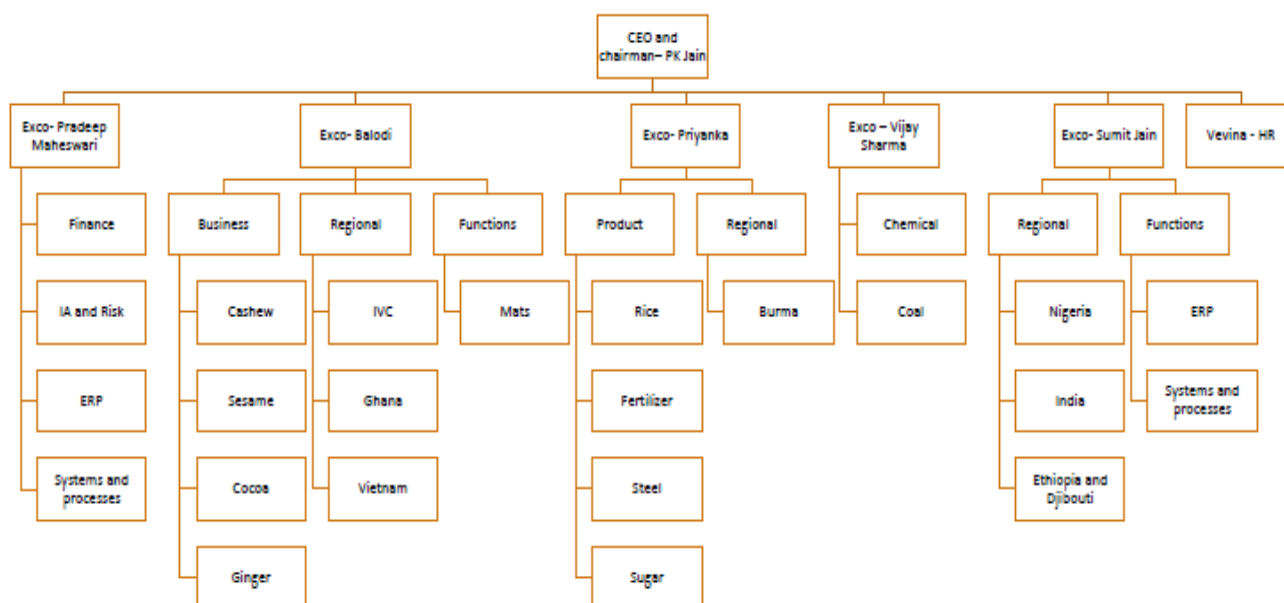 CEO and
chairman– PK Jain
Exco- Pradeep
Maheswari
Exco- Balodi
Exco- Priyanka
Exco – Vijay
Sharma
Exco- Sumit Jain
Vevina - HR
Finance
Business
Regional
Functions
Product
Regional
Chemical
Regional
Functions
IA and Risk
Cashew
IVC
Mats
Rice
Burma
Coal
Nigeria
ERP
ERP
Sesame
Ghana
Fertilizer
India
Systems and
processes
Systems and
processes
Cocoa
Vietnam
Steel
Ethiopia and
Djibouti
Ginger
Sugar